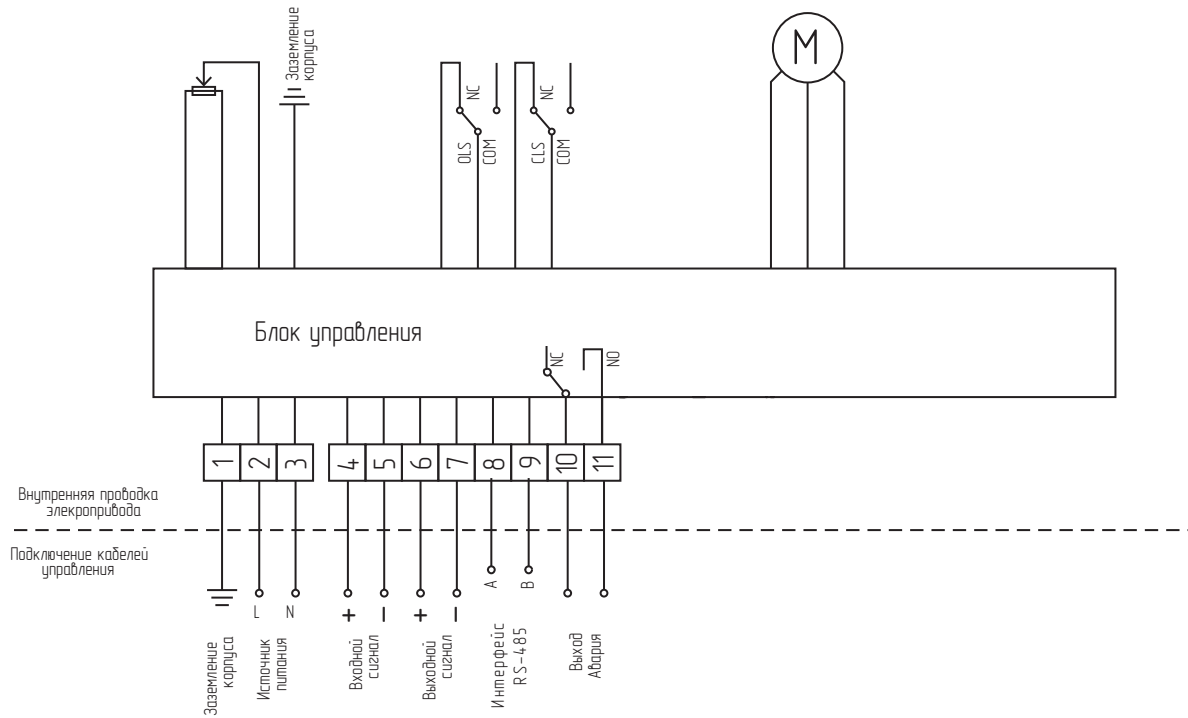 Заземление
корпуса
M
NC
OLS
COM
NC
CLS
COM
Блок управления
NC
NO
1
2
3
4
5
6
7
8
9
10
11
Внутренняя проводка
элекропривода
Подключение кабелей
управления
L
N
+
-
+
-
A
B
Заземление
корпуса
Источник
питания
Входной
сигнал
Выходной
сигнал
Интерфейс
RS-485
Выход
Авария